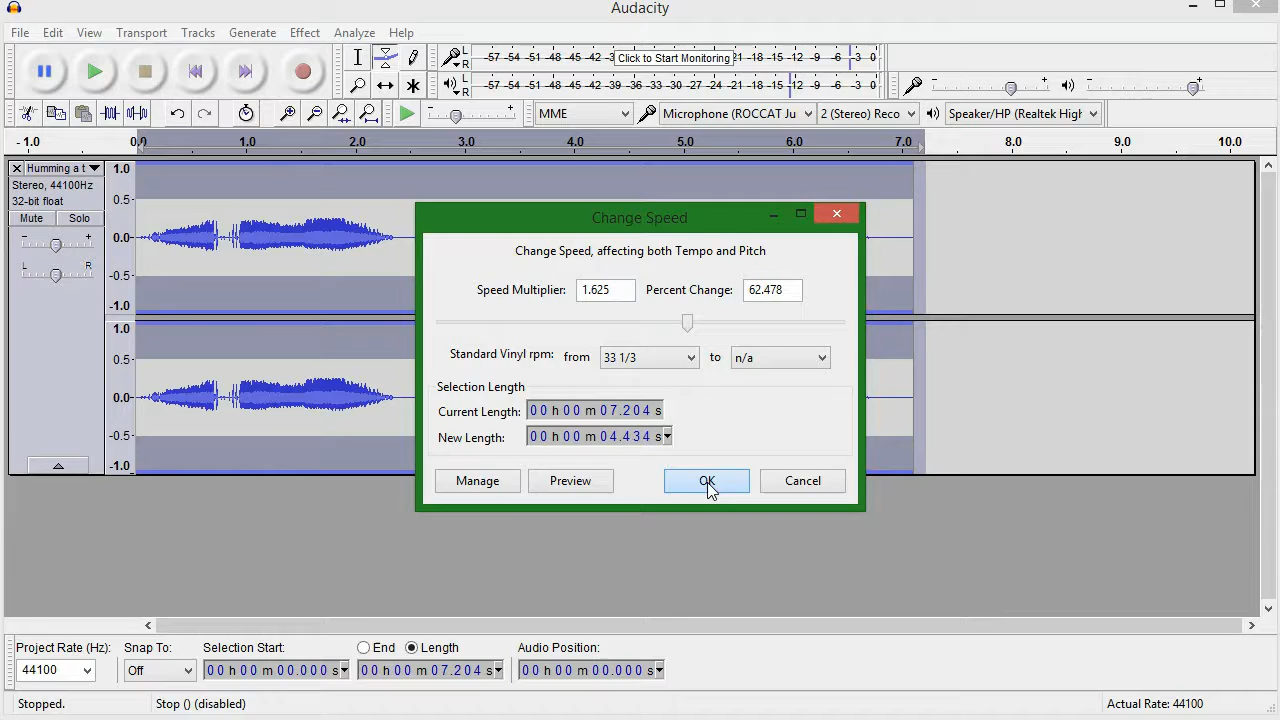 Audacity
File Edit View Transport Tracks Generate Effect Analyze Help
L
R
-57 -54 -51 -48 -45 -42 Click to Start Monitoring -21 -18 -15 -12 -9 -6 -3 0
L
R
-57 -54 -51 -48 -45 -42 -39 -36 -33 -30 -27 -24 -21 -18 -15 -12 -9 -6 -3 0
MME
Microphone (ROCCAT Ju
2 (Stereo) Reco
Speaker/HP (Realtek High
- 1.0 0.0 1.0 2.0 3.0 4.0 5.0 6.0 7.0 8.0 9.0 10.0
Humming a t
Stereo, 44100Hz
32-bit float
Mute Solo
- +
L R
1.0
0.5
0.0
-0.5
-1.0
1.0
0.5
0.0
-0.5
-1.0
Change Speed
Change Speed, affecting both Tempo and Pitch
Speed Multiplier: 1.625 Percent Change: 62.478
Standard Vinyl rpm: from 33 1/3 to n/a
Selection Length
Current Length: 00 h 00 m 07.204 s
New Length: 00 h 00 m 04.434 s
Manage Preview OK Cancel
Project Rate (Hz): Snap To: Selection Start: End Length Audio Position:
44100 Off 00 h 00 m 00.000 s 00 h 00 m 07.204 s 00 h 00 m 00.000 s
Stopped. Stop () (disabled) Actual Rate: 44100